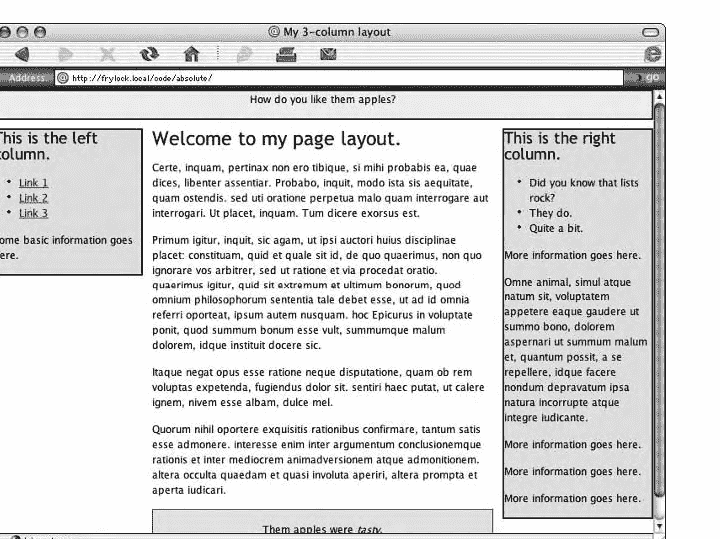 My 3-column layout
Address: http://frylock.local/code/absolute/ go
How do you like them apples?
This is the left
column.
• Link 1
• Link 2
• Link 3
ome basic information goes
ere.
Welcome to my page layout.
Certe, inquam, pertinax non ero tibique, si mihi probabis ea, quae
dices, libenter assentiar. Probabo, inquit, modo ista sis aequitate,
quam ostendis. sed uti oratione perpetua malo quam interrogare aut
interrogari. Ut placet, inquam. Tum dicere exorsus est.
Primum igitur, inquit, sic agam, ut ipsi auctori huius disciplinae
placet: constituam, quid et quale sit id, de quo quaerimus, non quo
ignorare vos arbitrer, sed ut ratione et via procedat oratio.
quaerimus igitur, quid sit extremum et ultimum bonorum, quod
omnium philosophorum sententia tale debet esse, ut ad id omnia
referri oporteat, ipsum autem nusquam. hoc Epicurus in voluptate
ponit, quod summum bonum esse vult, summumque malum
dolorem, idque instituit docere sic.
Itaque negat opus esse ratione neque disputatione, quam ob rem
voluptas expetenda, fugiendus dolor sit. sentiri haec putat, ut calere
ignem, nivem esse albam, dulce mel.
Quorum nihil oportere exquisitis rationibus confirmare, tantum satis
esse admonere. interesse enim inter argumentum conclusionemque
rationis et inter mediocrem animadversionem atque admonitionem.
altera occulta quaedam et quasi involuta aperiri, altera prompta et
aperta iudicari.
Them apples were tasty.
This is the right
column.
• Did you know that lists
rock?
• They do.
• Quite a bit.
More information goes here.
Omne animal, simul atque
natum sit, voluptatem
appetere eaque gaudere ut
summo bono, dolorem
aspernari ut summum malum
et, quantum possit, a se
repellere, idque facere
nondum depravatum ipsa
natura incorrupte atque
integre iudicante.
More information goes here.
More information goes here.
More information goes here.